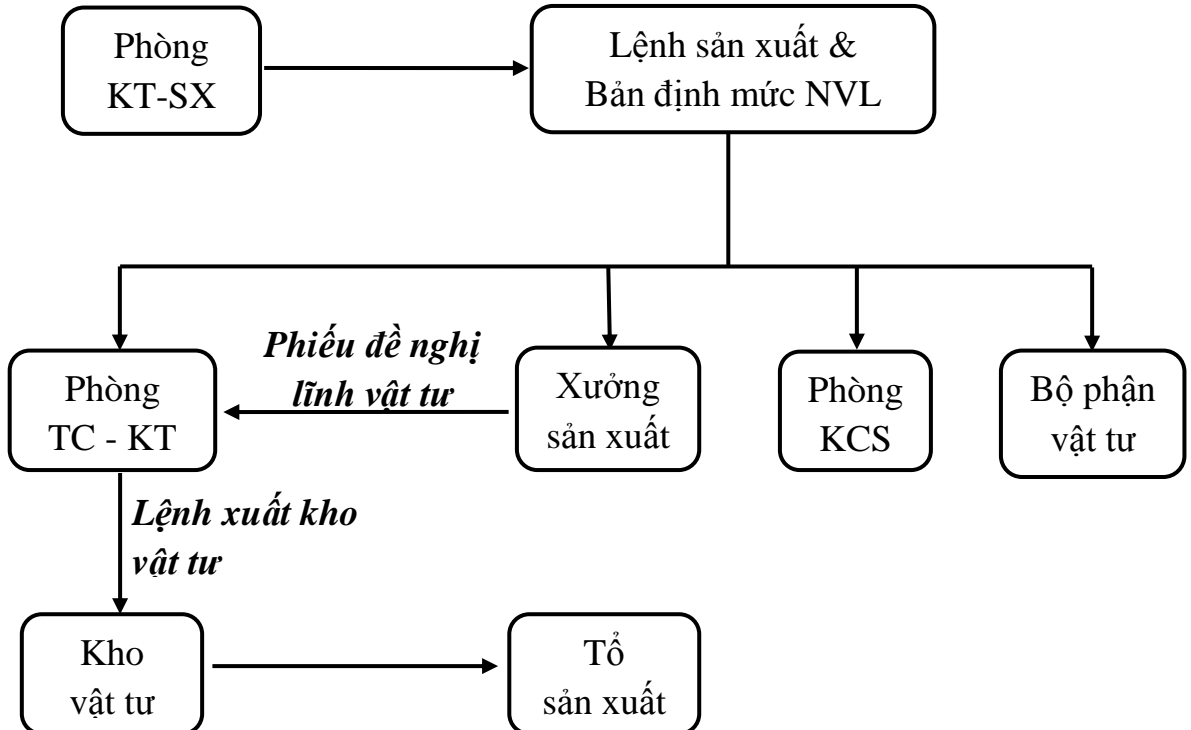 Phòng
KT-SX
Lệnh sản xuất &
Bản định mức NVL
Phiếu đề nghị
lĩnh vật tư
Phòng
TC - KT
Xưởng
sản xuất
Phòng
KCS
Bộ phận
vật tư
Lệnh xuất kho
vật tư
Kho
vật tư
Tổ
sản xuất